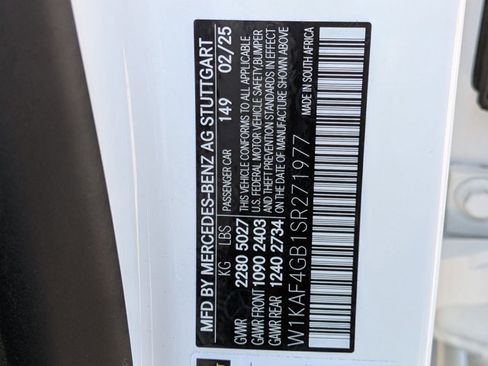 MFD BY MERCEDES-BENZ AG STUTTGART
PASSENGER CAR 149 02/25
KG LBS
GVWR 2280 5027
GAWR FRONT 1090 2403
GAWR REAR 1240 2734
THIS VEHICLE CONFORMS TO ALL APPLICABLE
U.S. FEDERAL MOTOR VEHICLE SAFETY, BUMPER
AND THEFT PREVENTION STANDARDS IN EFFECT
ON THE DATE OF MANUFACTURE SHOWN ABOVE
W1KAF4GB1SR271977
MADE IN SOUTH AFRICA